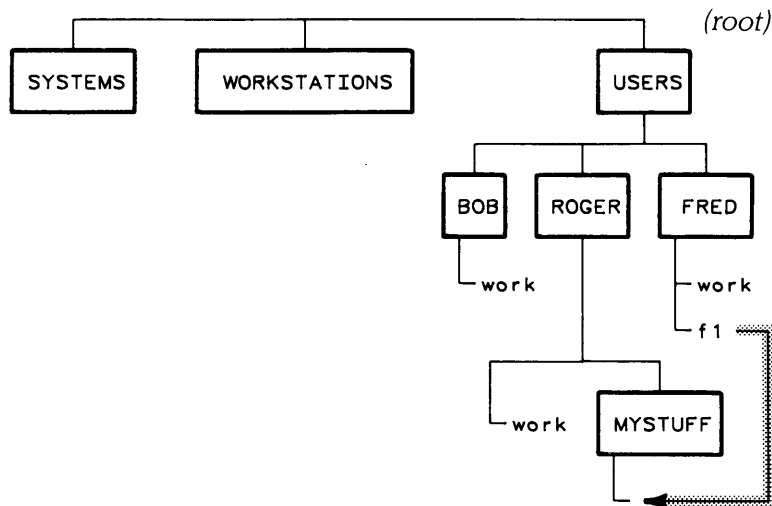 (root)
SYSTEMS
WORKSTATIONS
USERS
BOB
ROGER
FRED
work
work
f1
work
MYSTUFF